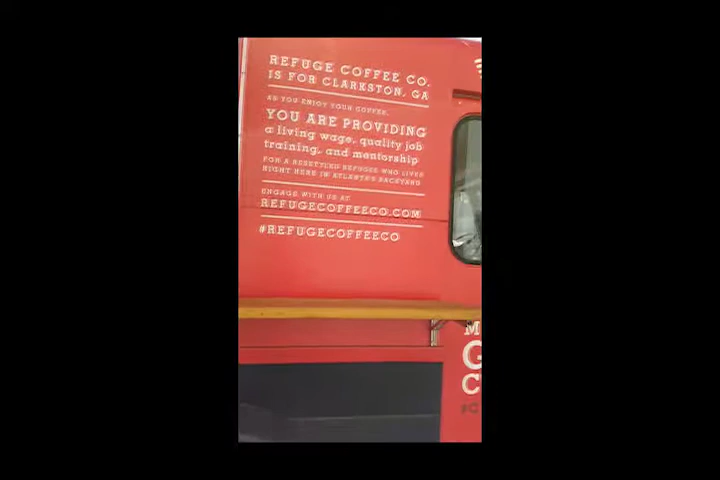 REFUGE COFFEE CO.
IS FOR CLARKSTON, GA
AS YOU ENJOY YOUR COFFEE,
YOU ARE PROVIDING
a living wage, quality job
training, and mentorship
FOR A RESETTLED REFUGEE WHO LIVES
RIGHT HERE IN ATLANTA'S BACKYARD
ENGAGE WITH US AT
REFUGECOFFEECO.COM
#REFUGECOFFEECO
M
G
C
#C